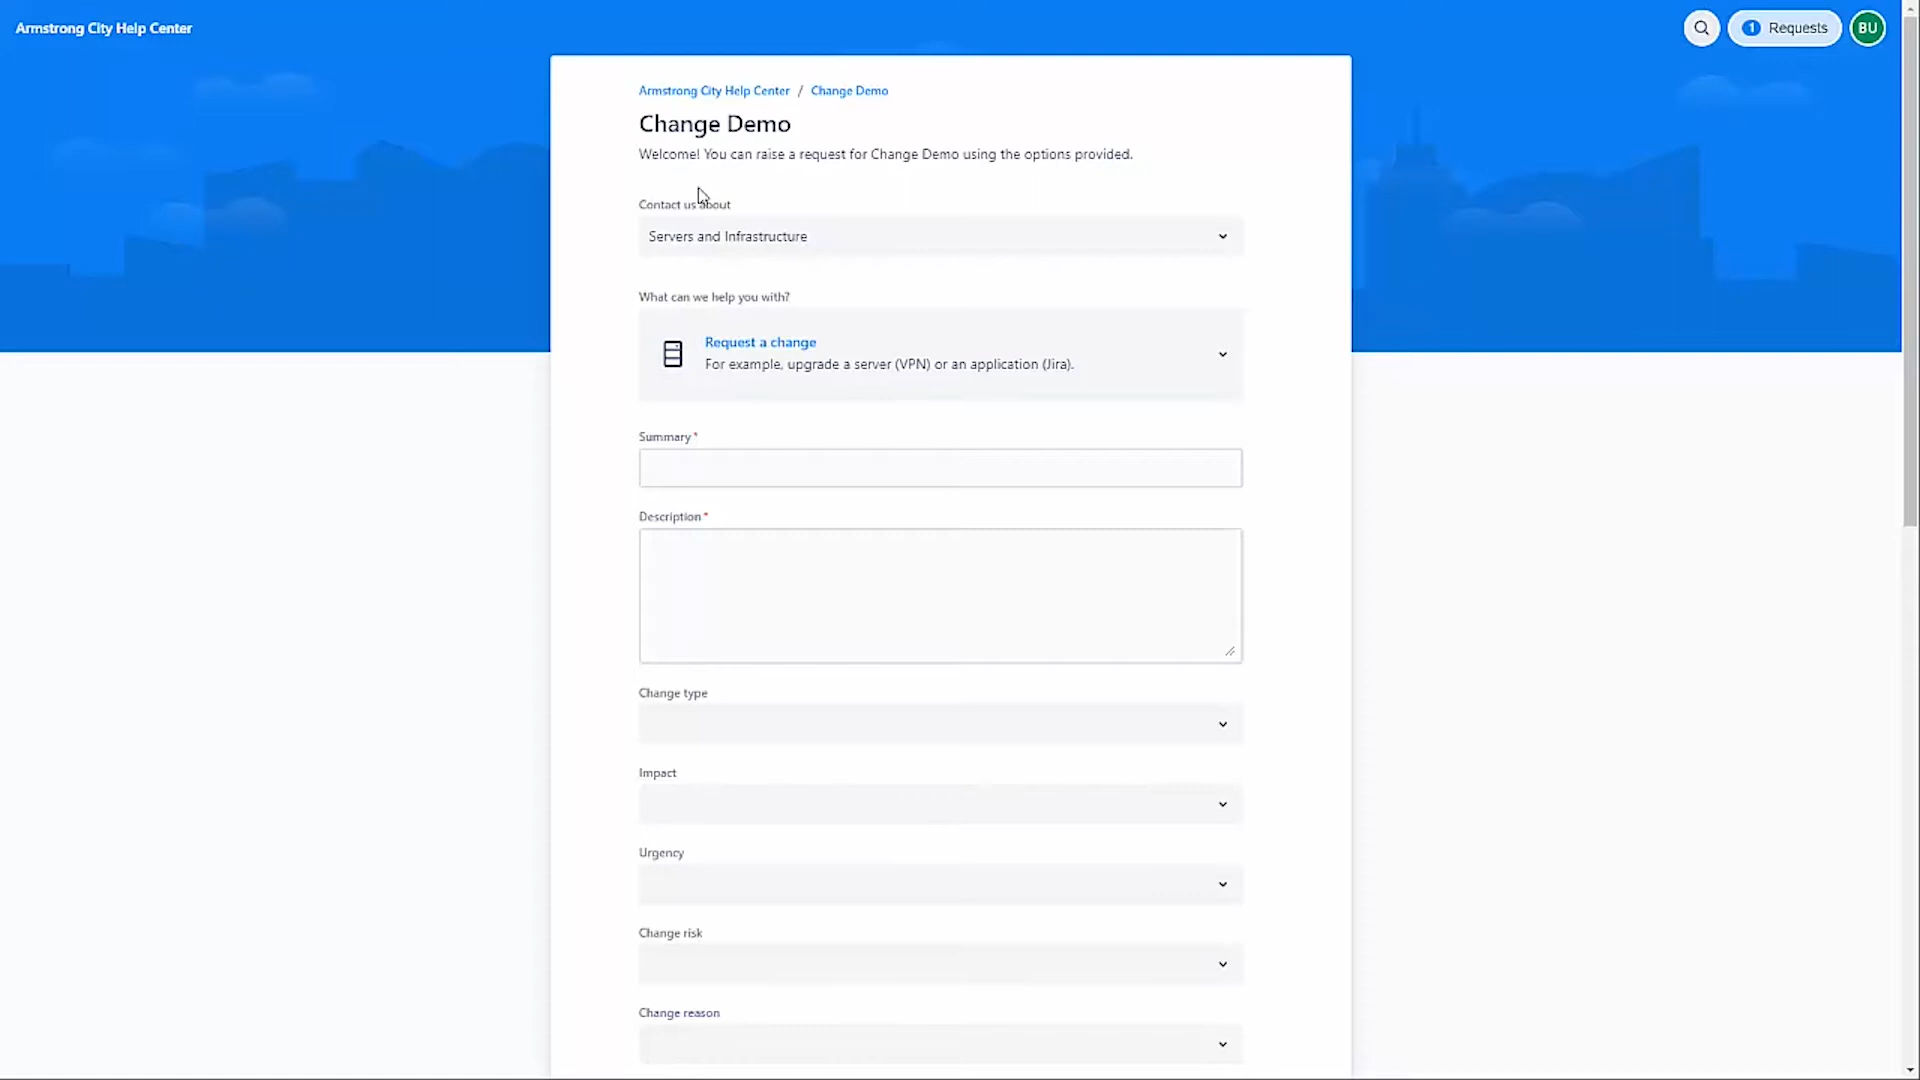 Armstrong City Help Center
1 Requests
BU
Armstrong City Help Center / Change Demo
Change Demo
Welcome! You can raise a request for Change Demo using the options provided.
Contact us about
Servers and Infrastructure
What can we help you with?
Request a change
For example, upgrade a server (VPN) or an application (Jira).
Summary*
Description*
Change type
Impact
Urgency
Change risk
Change reason